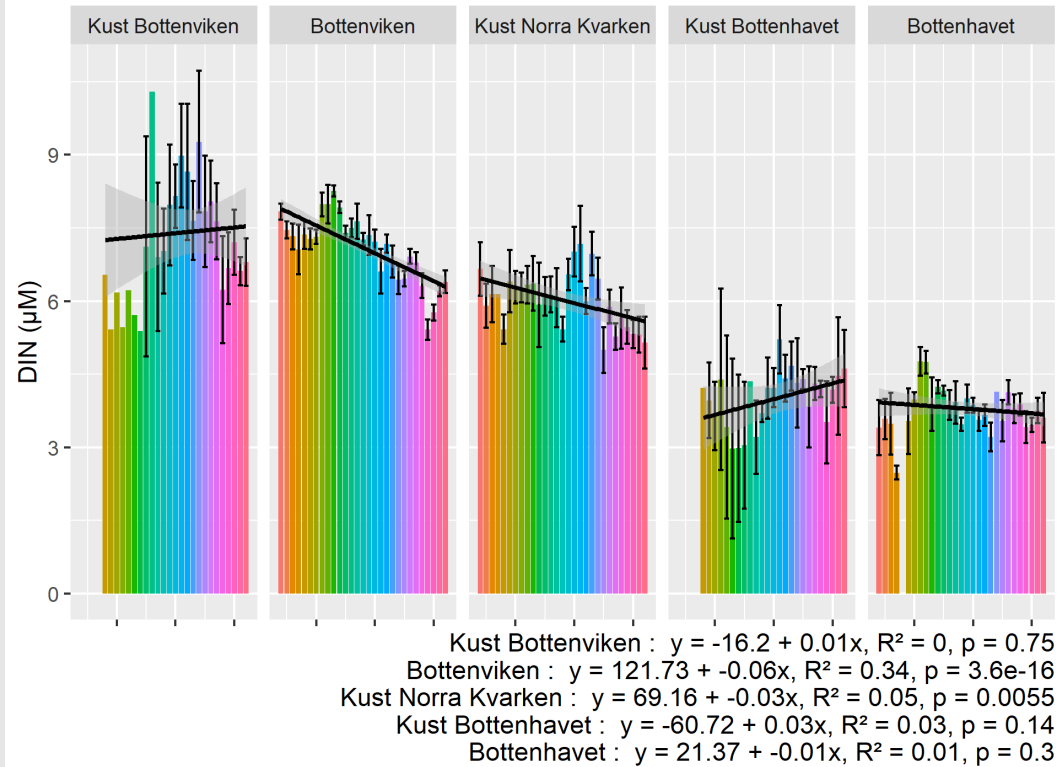 Kust Bottenviken Bottenviken Kust Norra Kvarken Kust Bottenhavet Bottenhavet
DIN (µM)
9
6
3
0
Kust Bottenviken : y = -16.2 + 0.01x, R² = 0, p = 0.75
Bottenviken : y = 121.73 + -0.06x, R² = 0.34, p = 3.6e-16
Kust Norra Kvarken : y = 69.16 + -0.03x, R² = 0.05, p = 0.0055
Kust Bottenhavet : y = -60.72 + 0.03x, R² = 0.03, p = 0.14
Bottenhavet : y = 21.37 + -0.01x, R² = 0.01, p = 0.3